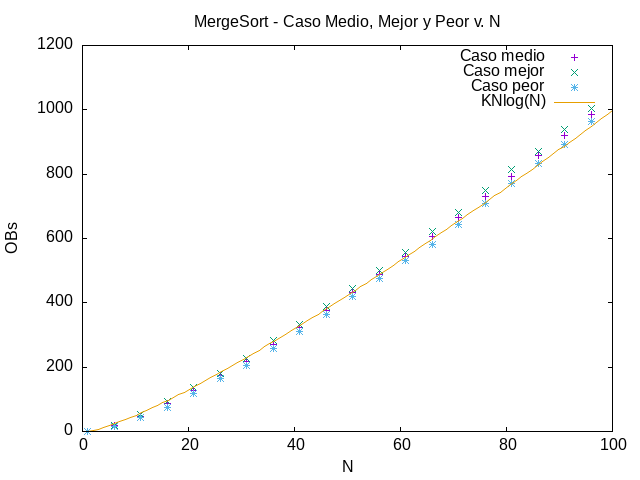 MergeSort - Caso Medio, Mejor y Peor v. N
1200
1000
800
600
400
200
0
OBs
Caso medio
Caso mejor
Caso peor
KNlog(N)
0 20 40 60 80 100
N